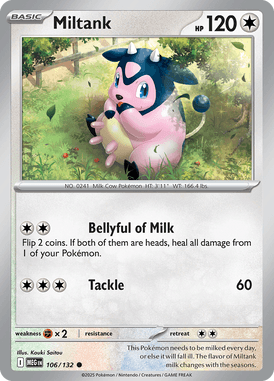 BASIC
Miltank
HP 120
NO. 0241 Milk Cow Pokémon HT: 3'11" WT: 166.4 lbs.
Bellyful of Milk
Flip 2 coins. If both of them are heads, heal all damage from
1 of your Pokémon.
Tackle 60
weakness ×2 resistance retreat
Illus. Kouki Saitou
I MEG EN 106/132
This Pokémon needs to be milked every day,
or else it will fall ill. The flavor of Miltank
milk changes with the seasons.
©2025 Pokémon / Nintendo / Creatures / GAME FREAK